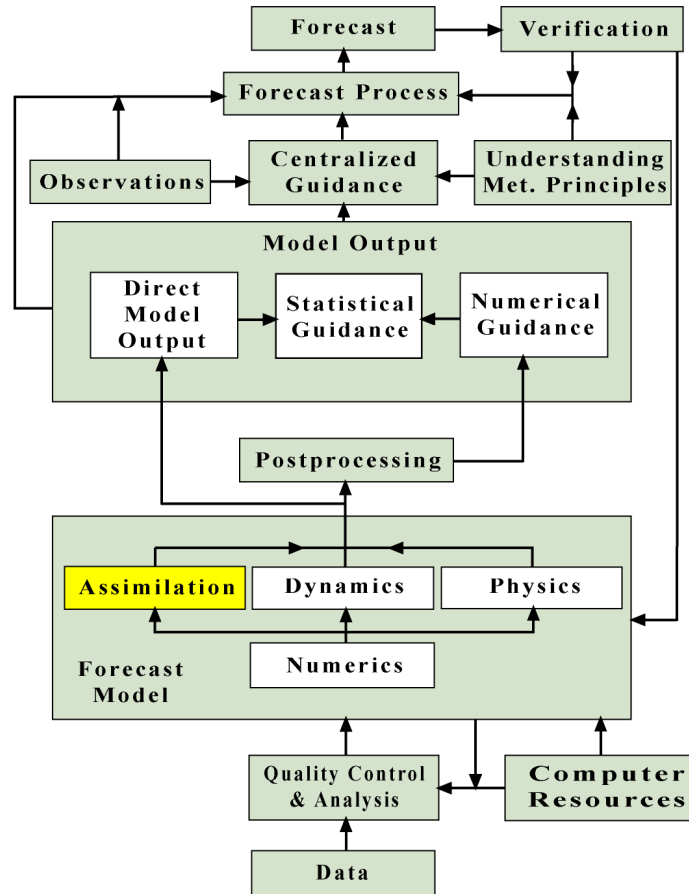 Forecast
Verification
Forecast Process
Observations
Centralized
Guidance
Understanding
Met. Principles
Model Output
Direct
Model
Output
Statistical
Guidance
Numerical
Guidance
Postprocessing
Assimilation
Dynamics
Physics
Numerics
Forecast
Model
Quality Control
& Analysis
Computer
Resources
Data